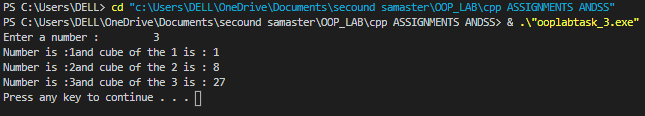 PS C:\Users\DELL> cd "c:\Users\DELL\OneDrive\Documents\secound samaster\OOP_LAB\cpp ASSIGNMENTS ANDSS"
PS C:\Users\DELL\OneDrive\Documents\secound samaster\OOP_LAB\cpp ASSIGNMENTS ANDSS> & .\"ooplabtask_3.exe"
Enter a number :        3
Number is :1and cube of the 1 is : 1
Number is :2and cube of the 2 is : 8
Number is :3and cube of the 3 is : 27
Press any key to continue . . .